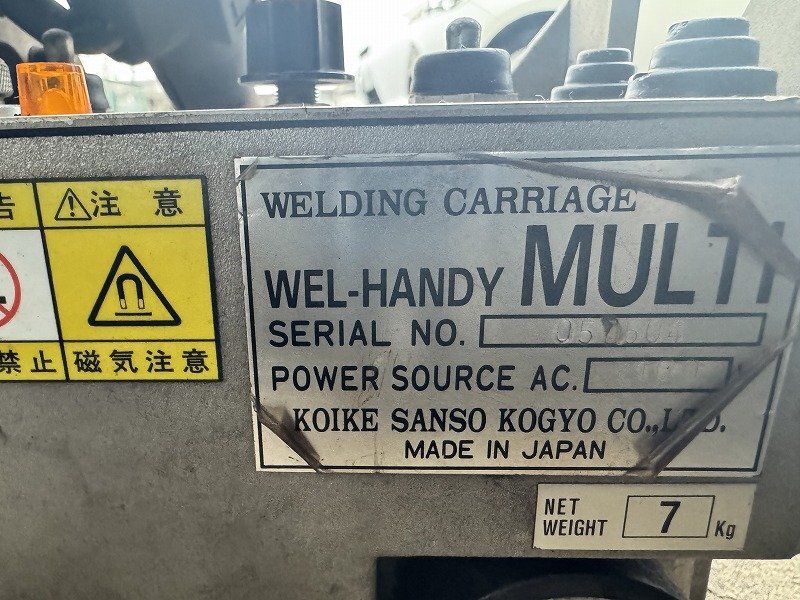 告
注意
禁止
磁気注意
WELDING CARRIAGE
WEL-HANDY MULTI
SERIAL NO.
POWER SOURCE AC.
KOIKE SANSO KOGYO CO.,LTD.
MADE IN JAPAN
NET WEIGHT 7 Kg